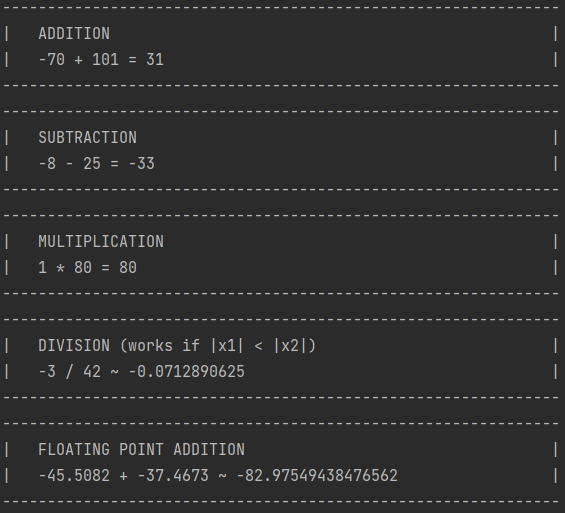 ADDITION
-70 + 101 = 31
SUBTRACTION
-8 - 25 = -33
MULTIPLICATION
1 * 80 = 80
DIVISION (works if |x1| < |x2|)
-3 / 42 ~ -0.0712890625
FLOATING POINT ADDITION
-45.5082 + -37.4673 ~ -82.97549438476562